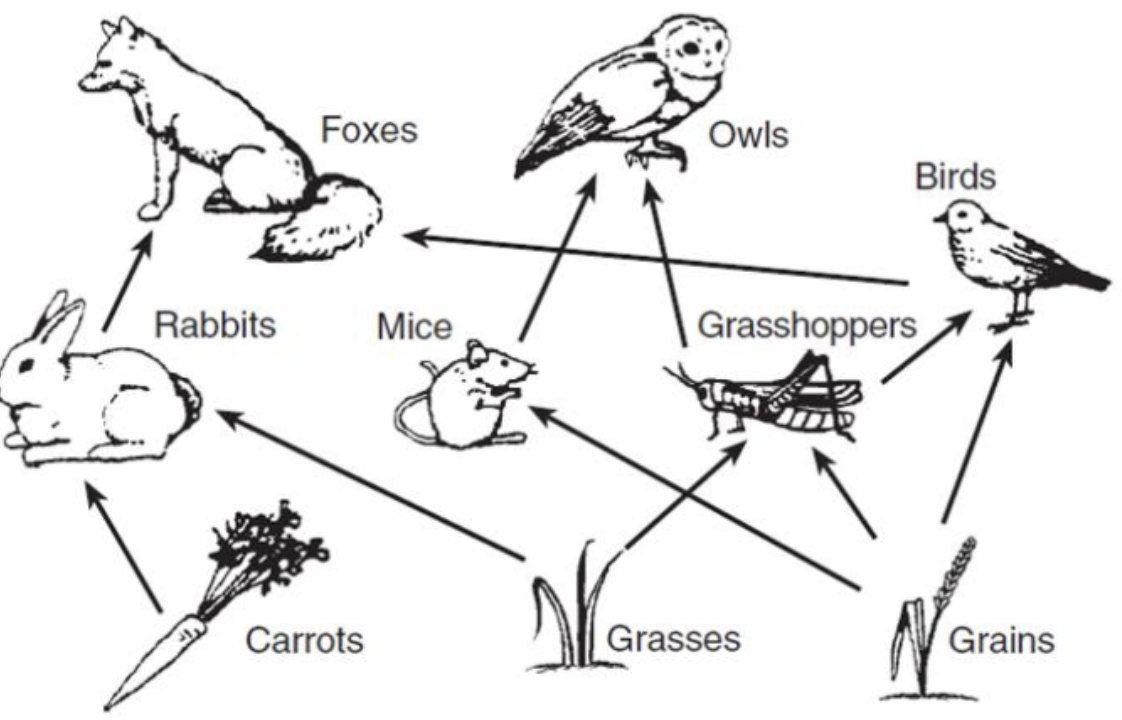 Foxes
Owls
Birds
Rabbits
Mice
Grasshoppers
Carrots
Grasses
Grains